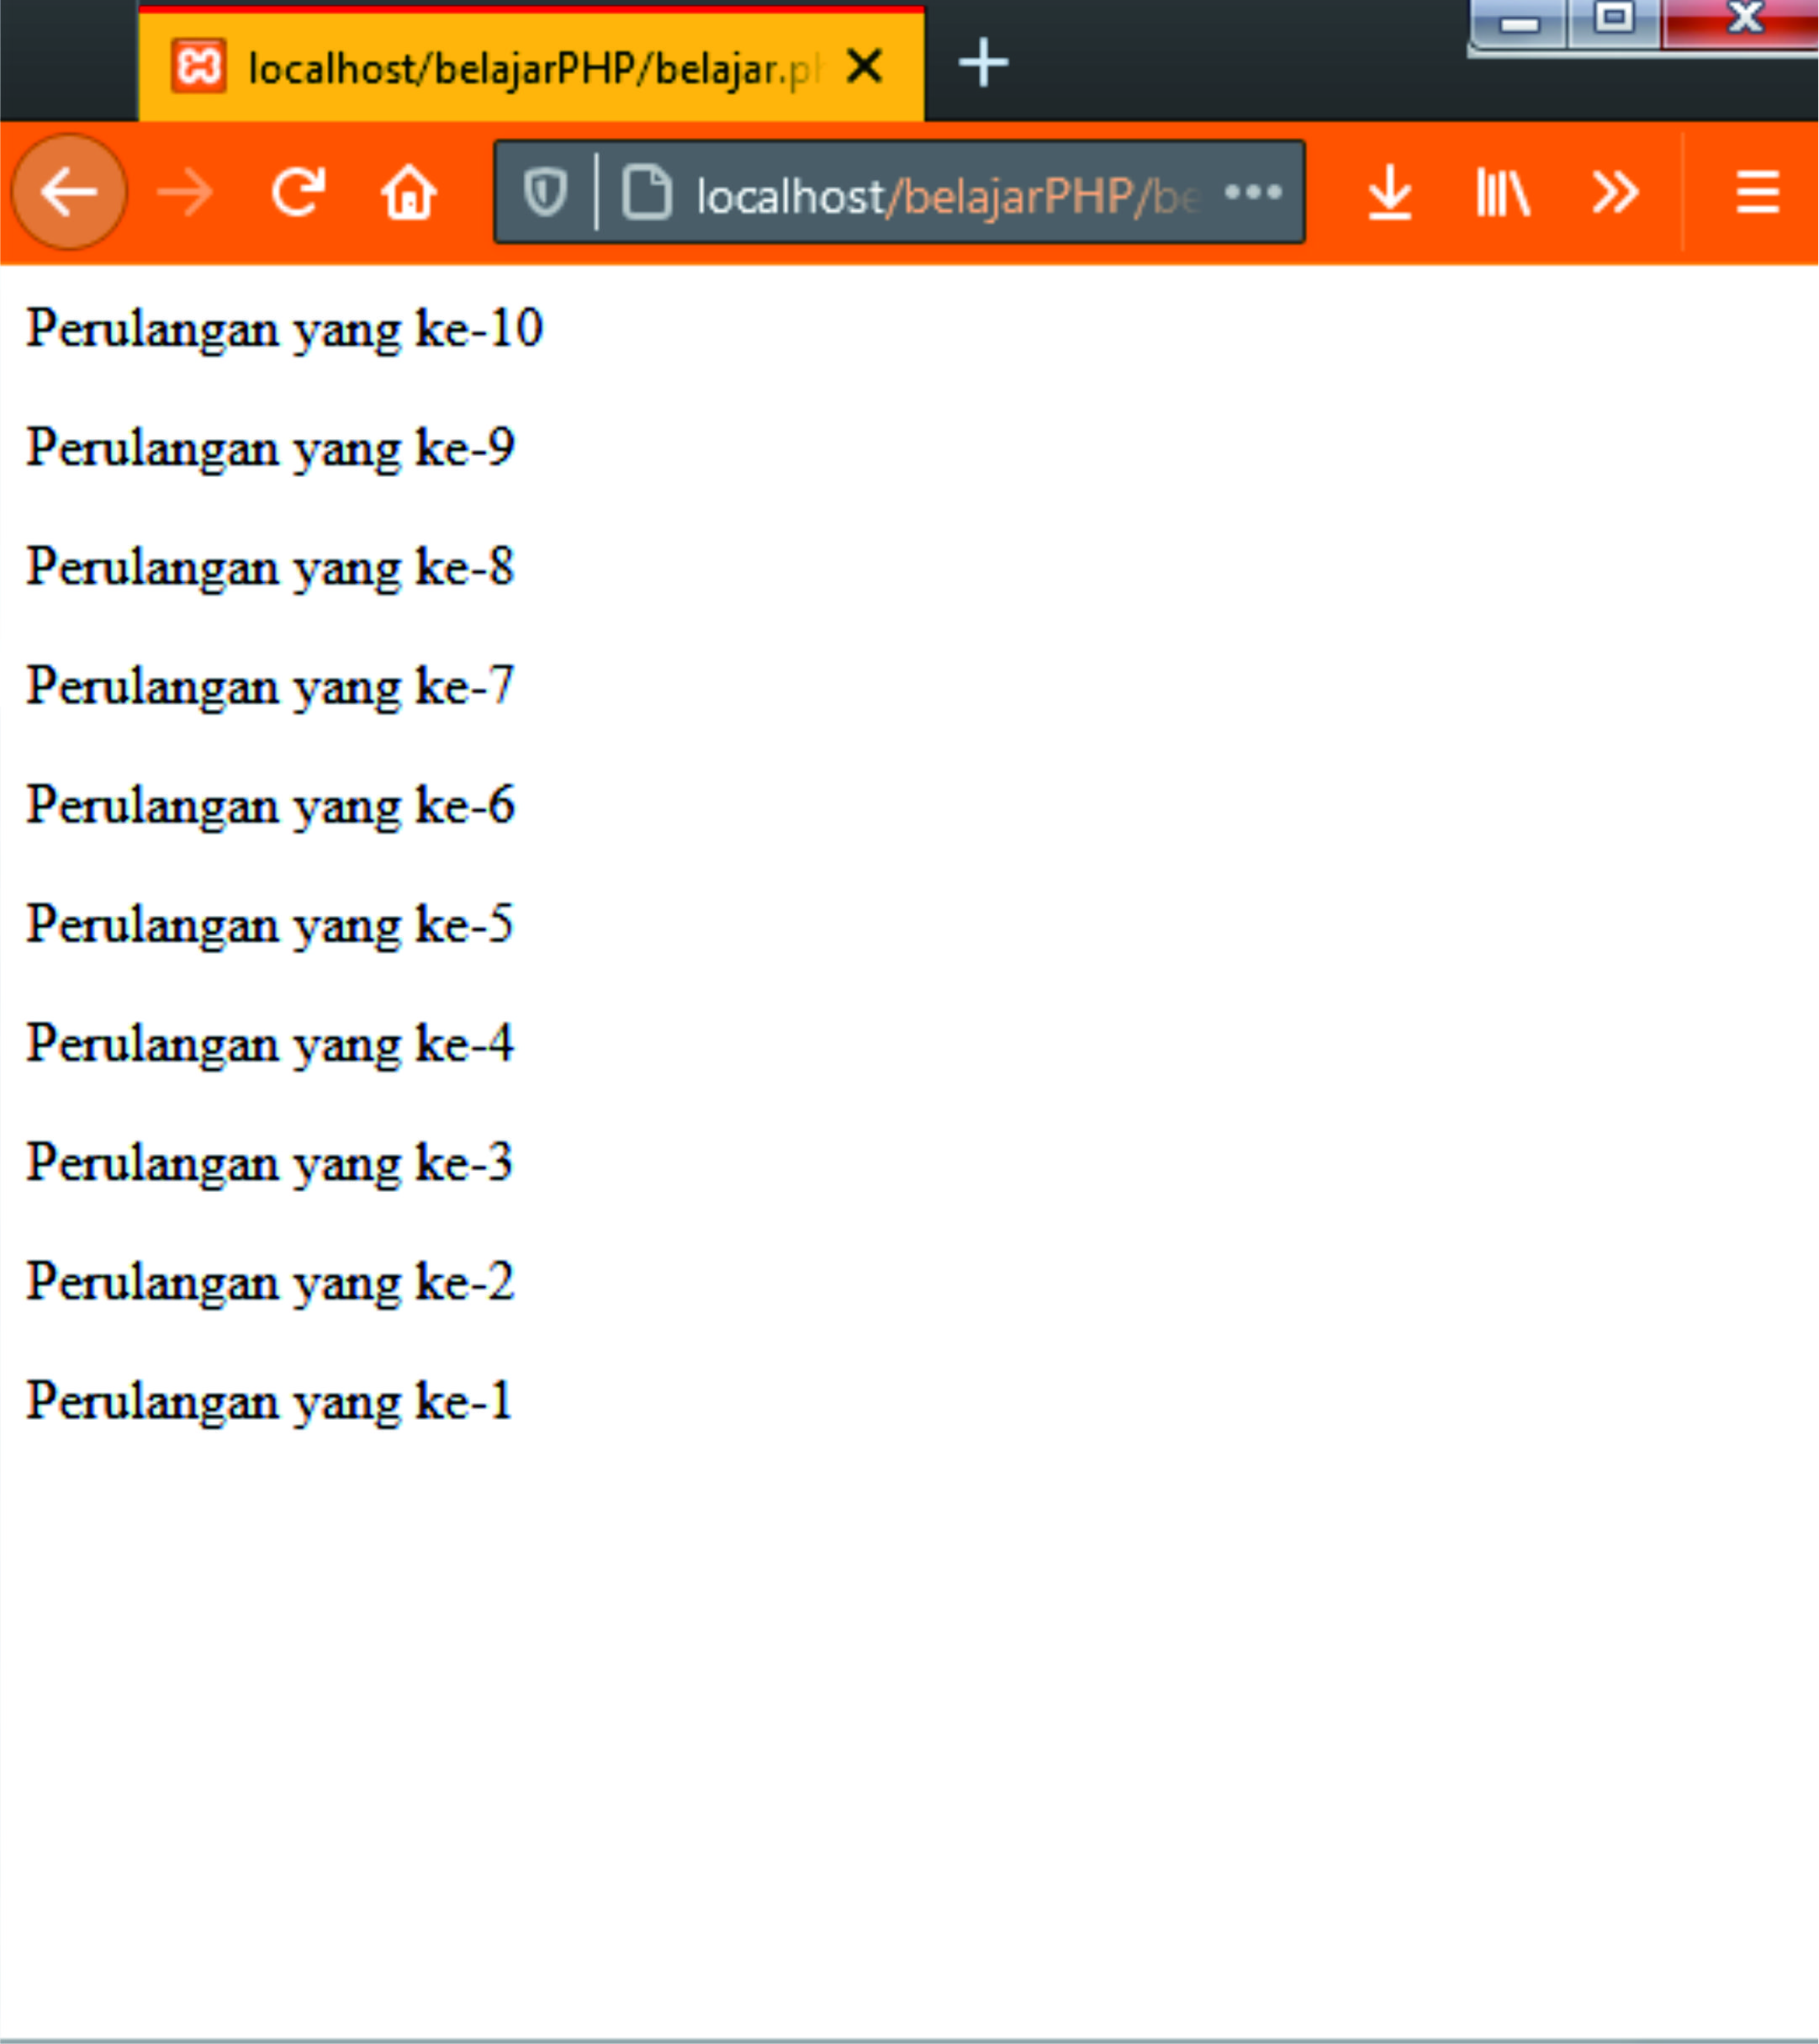 localhost/belajarPHP/belajar.ph
localhost/belajarPHP/be
Perulangan yang ke-10
Perulangan yang ke-9
Perulangan yang ke-8
Perulangan yang ke-7
Perulangan yang ke-6
Perulangan yang ke-5
Perulangan yang ke-4
Perulangan yang ke-3
Perulangan yang ke-2
Perulangan yang ke-1